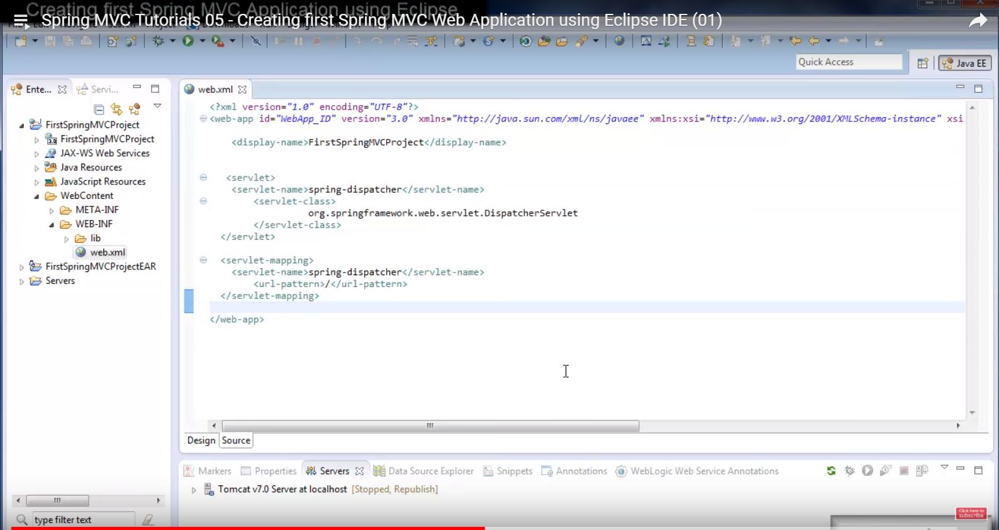 Creating first Spring MVC Application using Eclipse
Spring MVC Tutorials 05 - Creating first Spring MVC Web Application using Eclipse IDE (01)
Quick Access
Java EE
Ente...
Servi...
web.xml
FirstSpringMVCProject
FirstSpringMVCProject
JAX-WS Web Services
Java Resources
JavaScript Resources
WebContent
META-INF
WEB-INF
lib
web.xml
FirstSpringMVCProjectEAR
Servers
type filter text
<?xml version="1.0" encoding="UTF-8"?>
<web-app id="WebApp_ID" version="3.0" xmlns="http://java.sun.com/xml/ns/javaee" xmlns:xsi="http://www.w3.org/2001/XMLSchema-instance" xsi
<display-name>FirstSpringMVCProject</display-name>
<servlet>
<servlet-name>spring-dispatcher</servlet-name>
<servlet-class>
org.springframework.web.servlet.DispatcherServlet
</servlet-class>
</servlet>
<servlet-mapping>
<servlet-name>spring-dispatcher</servlet-name>
<url-pattern>/</url-pattern>
</servlet-mapping>
</web-app>
Design Source
Markers Properties Servers Data Source Explorer Snippets Annotations WebLogic Web Service Annotations
Tomcat v7.0 Server at localhost [Stopped, Republish]
Click here to
subscribe